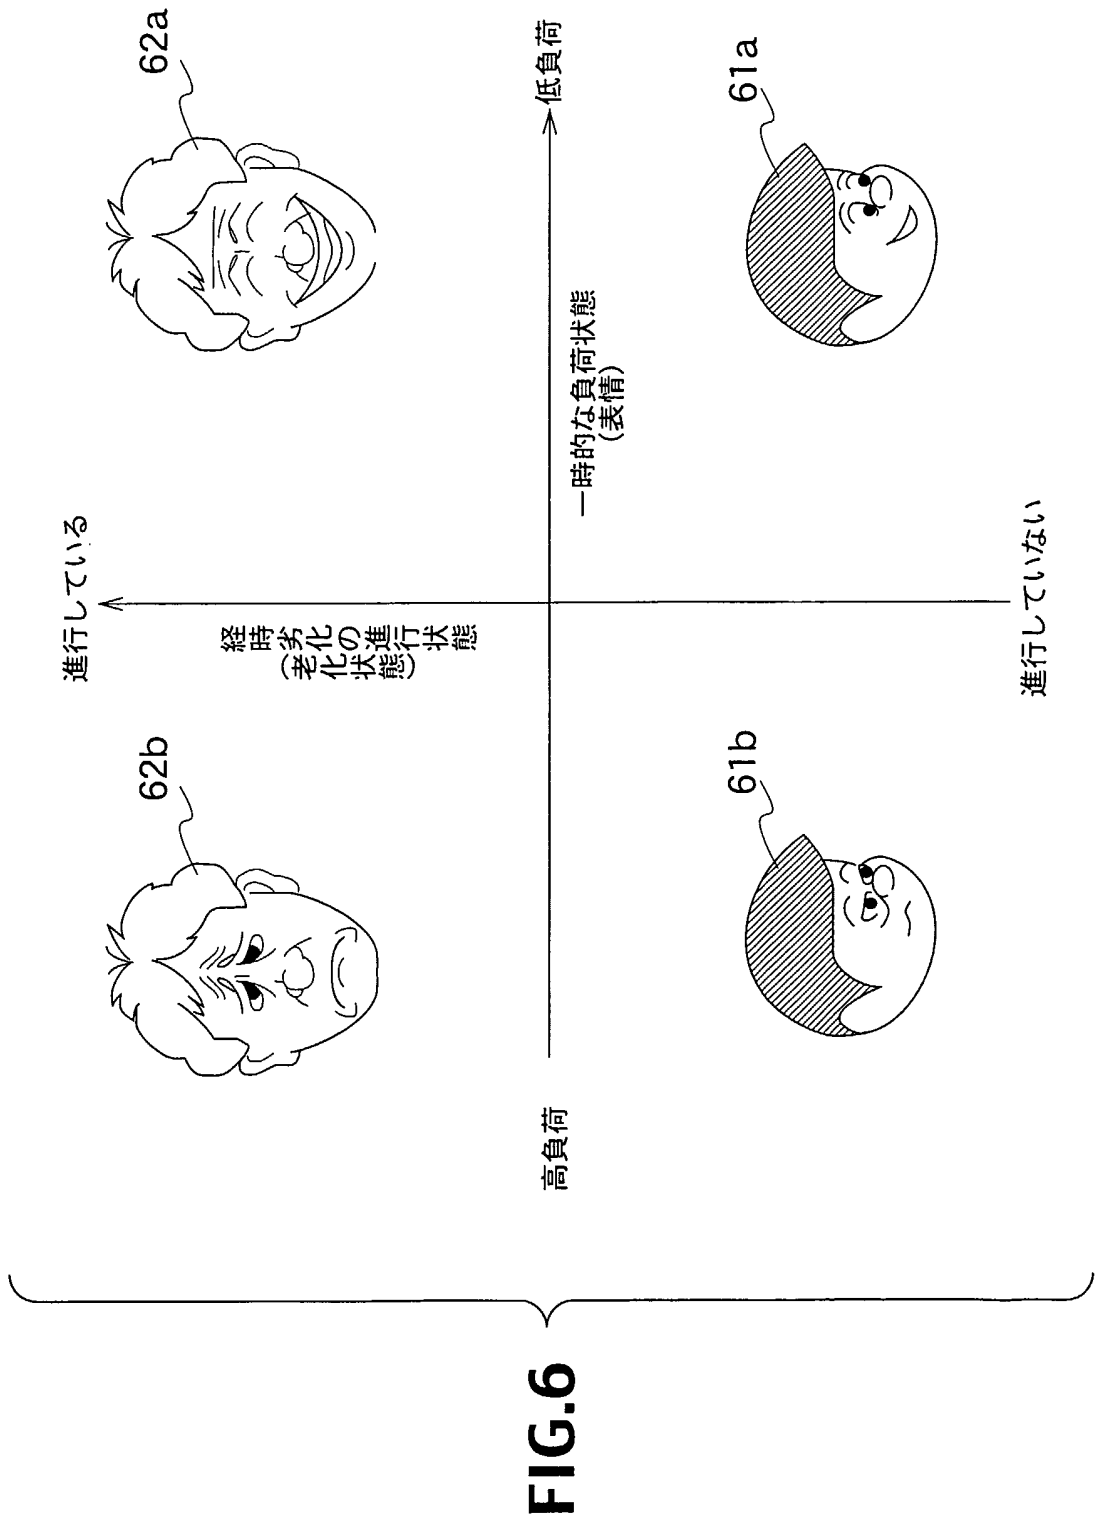 FIG.6
進行している
62b
62a
経時劣化の進行状態
(老化状態)
高負荷
低負荷
一時的な負荷状態
(表情)
61b
61a
進行していない